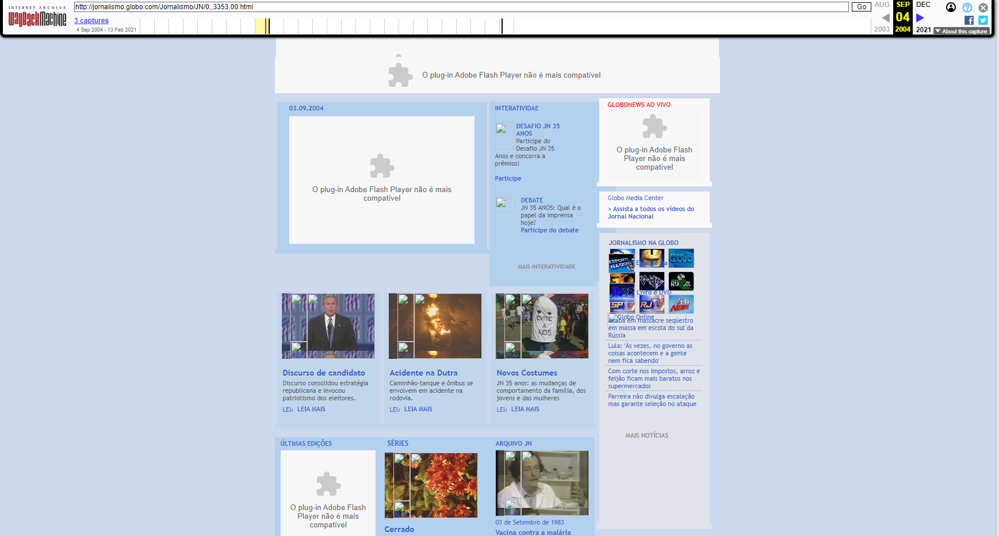 INTERNET ARCHIVE
WayBackMachine
http://jornalismo.globo.com/Jornalismo/JN/0,,3353,00.html
Go
3 captures
4 Sep 2004 - 13 Feb 2021
AUG
SEP
DEC
04
2003
2004
2021
About this capture
O plug-in Adobe Flash Player não é mais compatível
03.09.2004
O plug-in Adobe Flash Player não é mais
compatível
INTERATIVIDAE
DESAFIO JN 35
ANOS
Participe do
Desafio JN 35
Anos e concorra a
prêmios!
Participe
DEBATE
JN 35 ANOS: Qual é o
papel da imprensa
hoje?
Participe do debate
MAIS INTERATIVIDADE
GLOBONEWS AO VIVO
O plug-in Adobe Flash
Player não é mais
compatível
Globo Media Center
> Assista a todos os vídeos do
Jornal Nacional
JORNALISMO NA GLOBO
ESPORTE
NA GLOBO
JORNAL DA
GLOBO
RURAL
JN35
Livro e DVD
SPTV
RJTV
NEWS
Globo Online
Acaba em massacre seqüestro
em massa em escola do sul da
Rússia
Lula: 'Às vezes, no governo as
coisas acontecem e a gente
nem fica sabendo'
Com corte nos impostos, arroz e
feijão ficam mais baratos nos
supermercados
Parreira não divulga escalação
mas garante seleção no ataque
MAIS NOTÍCIAS
PLAY
Discurso de candidato
Discurso consolidou estratégia
republicana e invocou
patriotismo dos eleitores.
LEIA LEIA MAIS
PLAY
Acidente na Dutra
Caminhão-tanque e ônibus se
envolvem em acidente na
rodovia.
LEIA LEIA MAIS
EVITE
A
AIDS
PLAY
Novos Costumes
JN 35 anos: as mudanças de
comportamento da família, dos
jovens e das mulheres
LEIA LEIA MAIS
ÚLTIMAS EDIÇÕES
O plug-in Adobe Flash
Player não é mais
compatível
SÉRIES
PLAY
Cerrado
ARQUIVO JN
PLAY
03 de Setembro de 1983
Vacina contra a malária